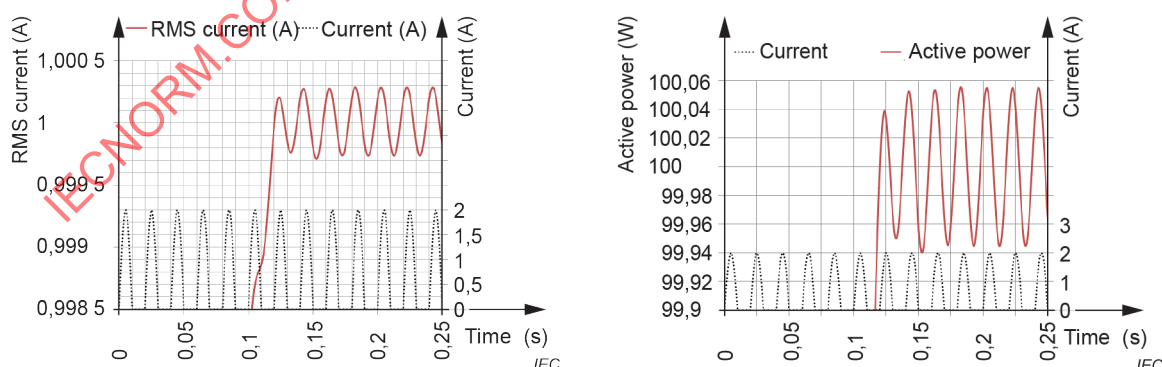 RMS current (A)
Current (A)
RMS current (A)
Current (A)
1,000 5
1
0,999 5
0,999
0,998 5
2
1,5
1
0,5
0
0
0,05
0,1
0,15
0,2
0,25
Time (s)
IEC
IECNORM.CO
Active power (W)
Current
Active power
Current (A)
100,06
100,04
100,02
100
99,98
99,96
99,94
99,92
99,9
3
2
1
0
0
0,05
0,1
0,15
0,2
0,25
Time (s)
IEC